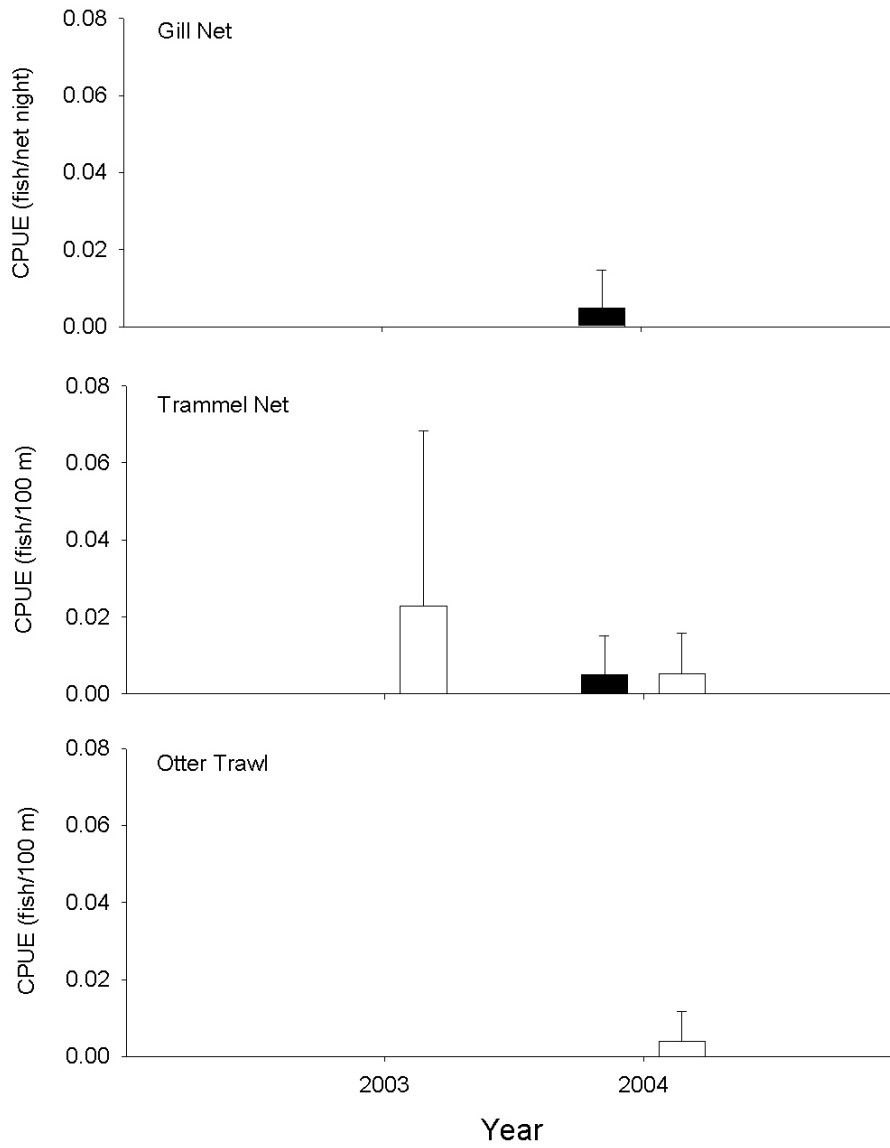 Gill Net
CPUE (fish/net night)
0.08
0.06
0.04
0.02
0.00
Trammel Net
CPUE (fish/100 m)
0.08
0.06
0.04
0.02
0.00
Otter Trawl
CPUE (fish/100 m)
0.08
0.06
0.04
0.02
0.00
2003 2004
Year